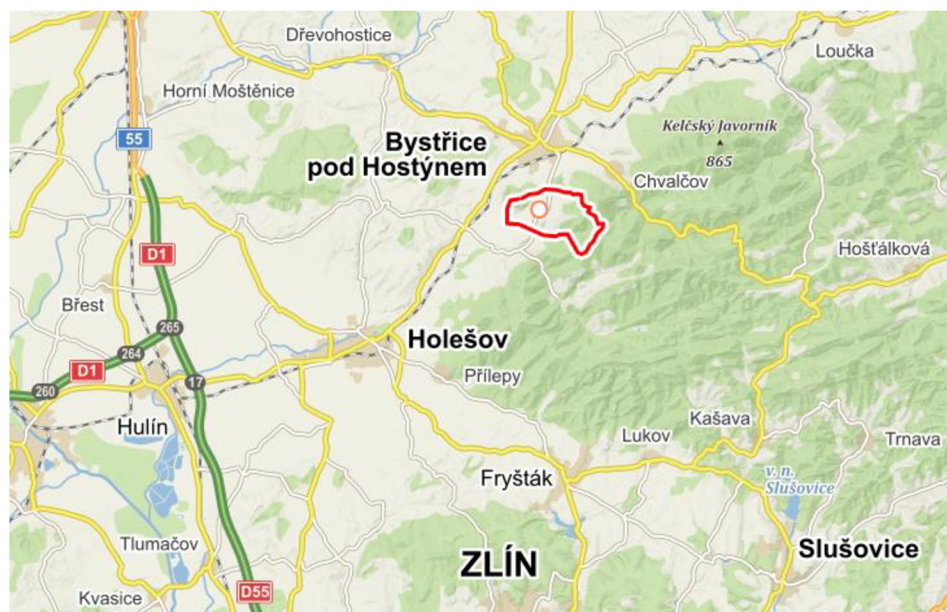 Dřevohostice
Loučka
Horní Moštěnice
55
Bystřice
pod Hostýnem
Kelčský Javorník
865
Chvalčov
D1
Hošťálková
Břest
265
264
D1
260
17
Holešov
Přílepy
Hulín
Kašava
Lukov
Trnava
Fryšták
v. n.
Slušovice
Tlumačov
ZLÍN
Slušovice
D55
Kvasice